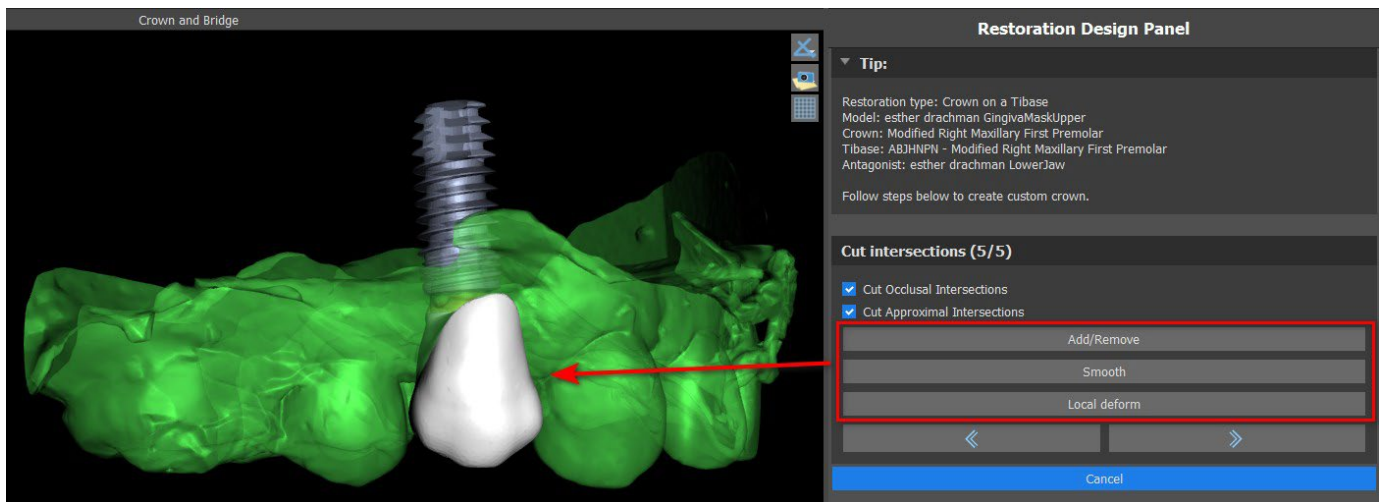 Crown and Bridge
Restoration Design Panel
Tip:
Restoration type: Crown on a Tibase
Model: esther drachman GingivaMaskUpper
Crown: Modified Right Maxillary First Premolar
Tibase: ABJHNPN - Modified Right Maxillary First Premolar
Antagonist: esther drachman LowerJaw
Follow steps below to create custom crown.
Cut intersections (5/5)
Cut Occlusal Intersections
Cut Approximal Intersections
Add/Remove
Smooth
Local deform
Cancel